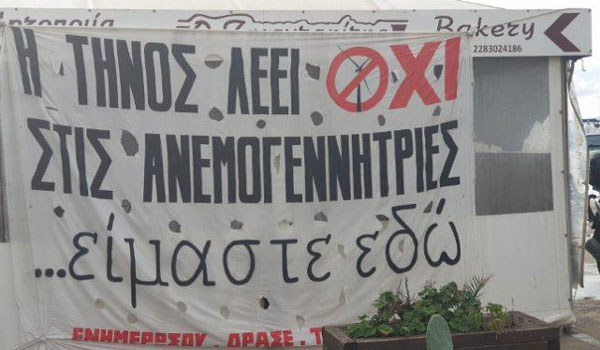 Bakery
2283024186
Η ΤΗΝΟΣ ΛΕΕΙ ΟΧΙ
ΣΤΙΣ ΑΝΕΜΟΓΕΝΝΗΤΡΙΕΣ
...είμαστε εδώ
ΕΝΗΜΕΡΩΣΟΥ . ΔΡΑΣΕ .